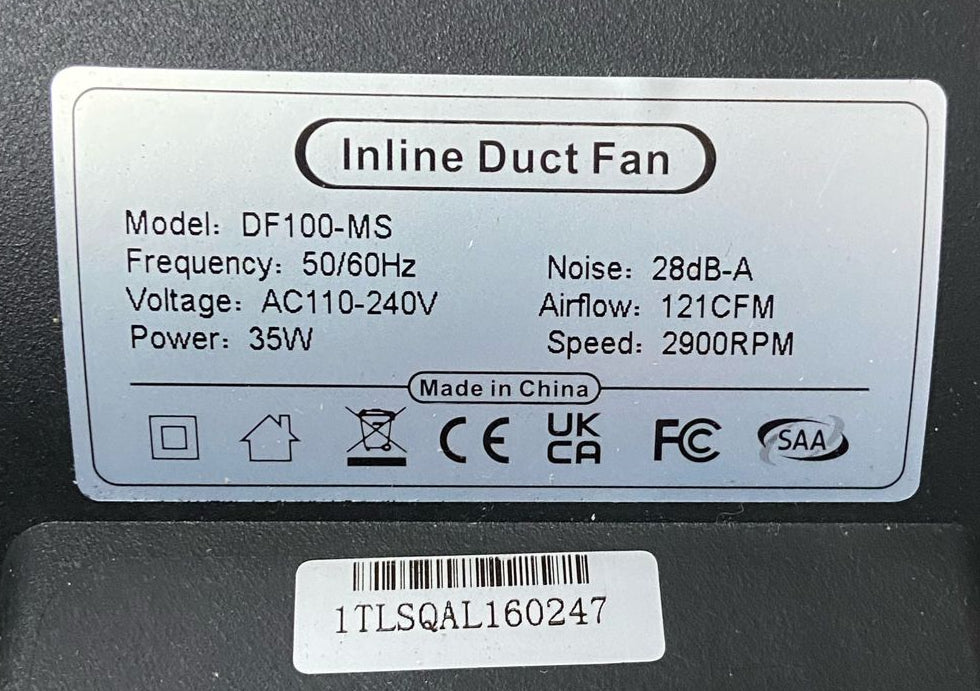 Inline Duct Fan
Model: DF100-MS
Frequency: 50/60Hz
Voltage: AC110-240V
Power: 35W
Noise: 28dB-A
Airflow: 121CFM
Speed: 2900RPM
Made in China
CE
UK
CA
FC
SAA
1TLSQAL160247